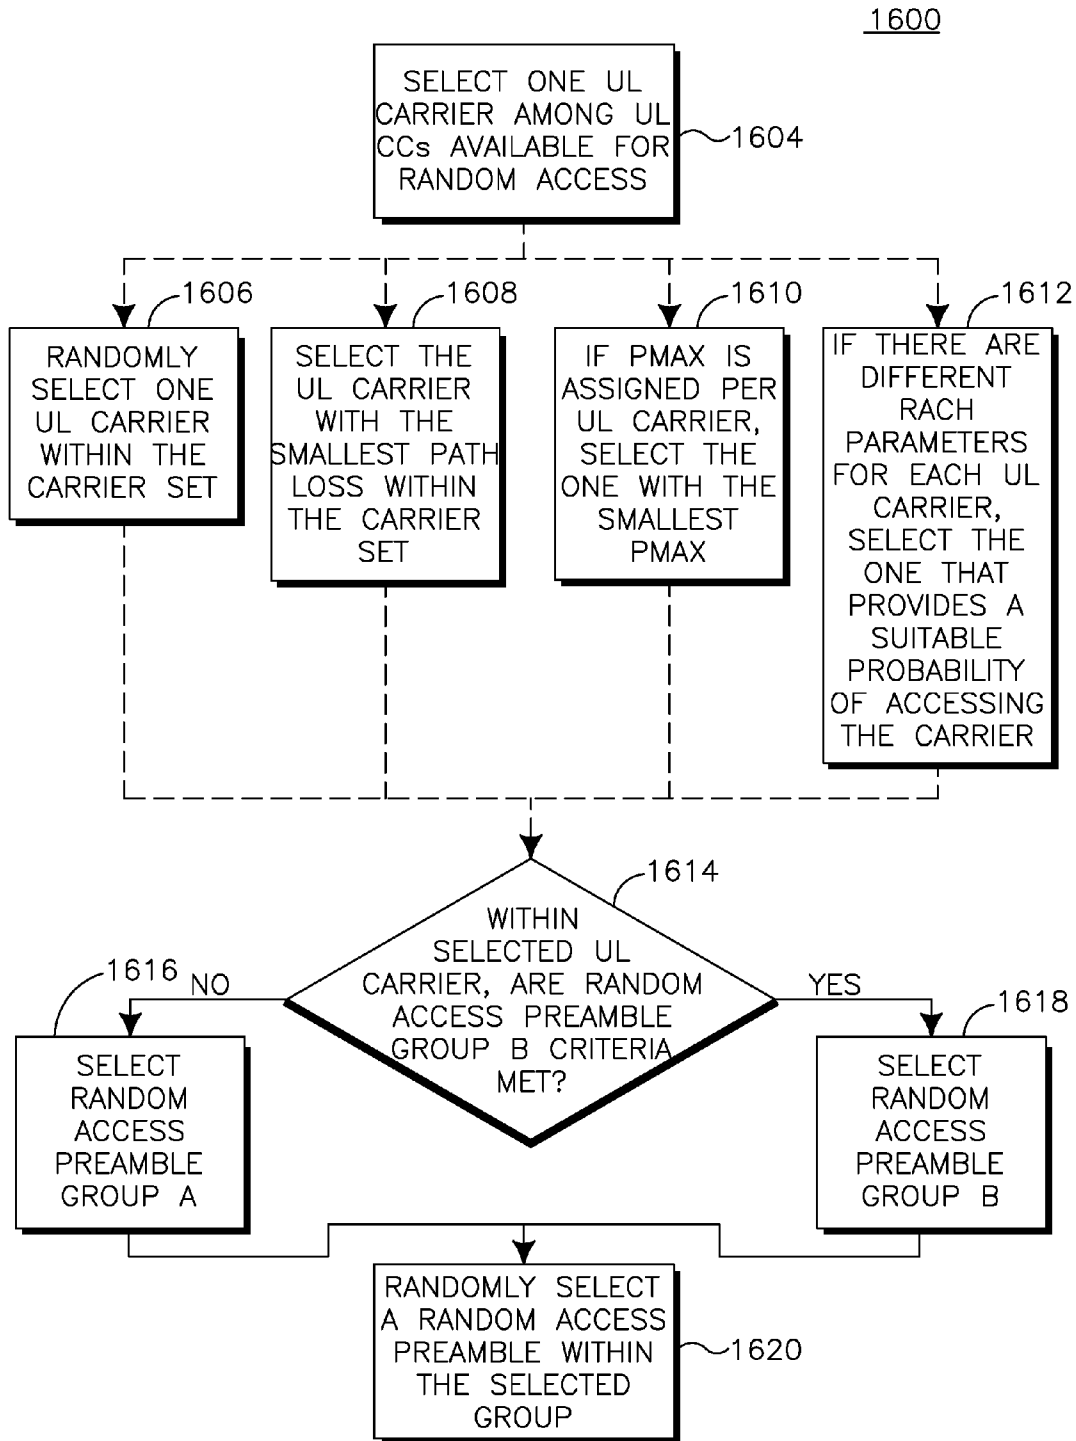 1600
SELECT ONE UL
CARRIER AMONG UL
CCs AVAILABLE FOR
RANDOM ACCESS
1604
1606
RANDOMLY
SELECT ONE
UL CARRIER
WITHIN THE
CARRIER SET
1608
SELECT THE
UL CARRIER
WITH THE
SMALLEST PATH
LOSS WITHIN
THE CARRIER
SET
1610
IF PMAX IS
ASSIGNED PER
UL CARRIER,
SELECT THE
ONE WITH THE
SMALLEST
PMAX
1612
IF THERE ARE
DIFFERENT
RACH
PARAMETERS
FOR EACH UL
CARRIER,
SELECT THE
ONE THAT
PROVIDES A
SUITABLE
PROBABILITY
OF ACCESSING
THE CARRIER
1614
WITHIN
SELECTED UL
CARRIER, ARE RANDOM
ACCESS PREAMBLE
GROUP B CRITERIA
MET?
NO
YES
1616
SELECT
RANDOM
ACCESS
PREAMBLE
GROUP A
1618
SELECT
RANDOM
ACCESS
PREAMBLE
GROUP B
RANDOMLY SELECT
A RANDOM ACCESS
PREAMBLE WITHIN
THE SELECTED
GROUP
1620